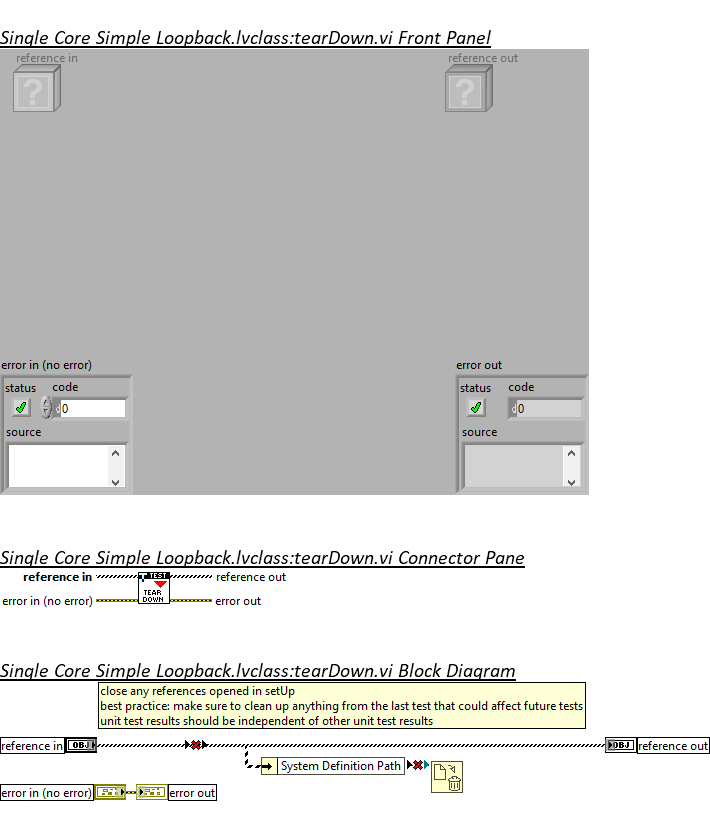 Single Core Simple Loopback.lvclass:tearDown.vi Front Panel
reference in
reference out
error in (no error)
error out
status code
status code
d0
d0
source
source
Single Core Simple Loopback.lvclass:tearDown.vi Connector Pane
reference in
TEST
reference out
TEAR
error in (no error)
DOWN
error out
Single Core Simple Loopback.lvclass:tearDown.vi Block Diagram
close any references opened in setUp
best practice: make sure to clean up anything from the last test that could affect future tests
unit test results should be independent of other unit test results
reference in
OBJ
OBJ
reference out
System Definition Path
error in (no error)
error out